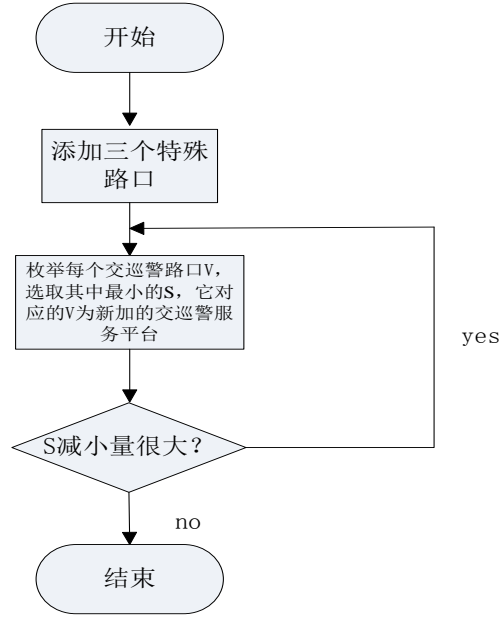 开始
添加三个特殊
路口
枚举每个交巡警路口V，
选取其中最小的S，它对
应的V为新加的交巡警服
务平台
yes
S减小量很大？
no
结束